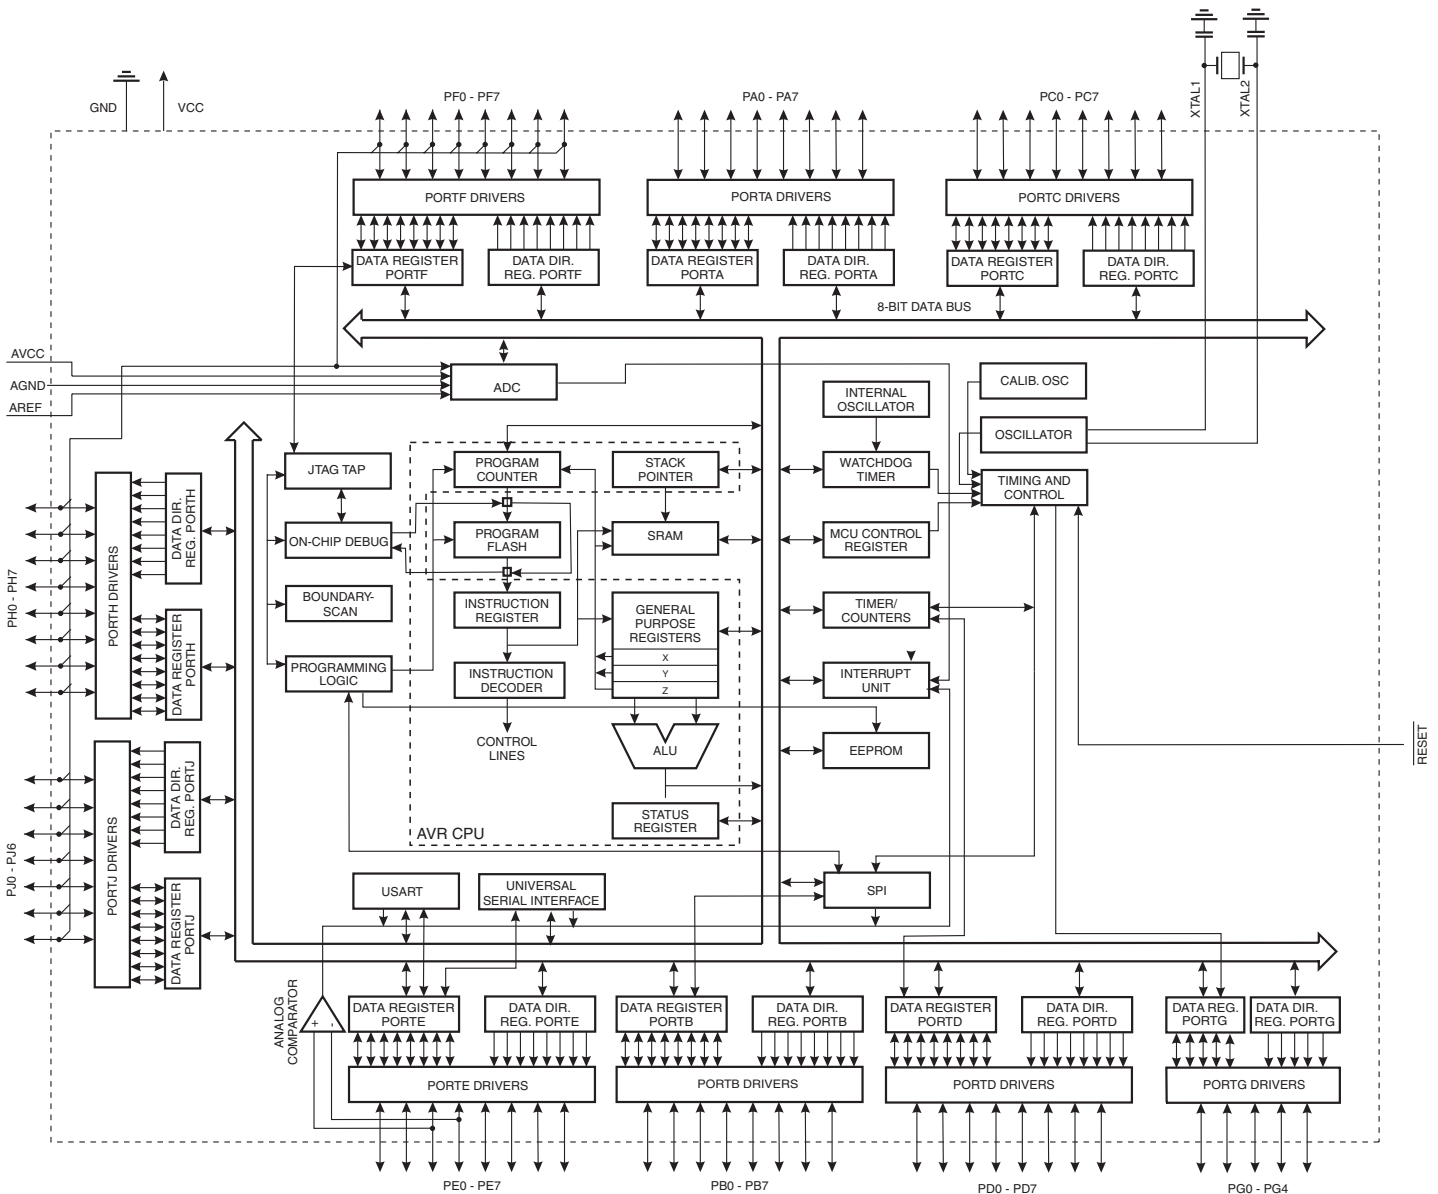 XTAL1
XTAL2
GND
VCC
PF0 - PF7
PA0 - PA7
PC0 - PC7
PORTF DRIVERS
PORTA DRIVERS
PORTC DRIVERS
DATA REGISTER
PORTF
DATA DIR.
REG. PORTF
DATA REGISTER
PORTA
DATA DIR.
REG. PORTA
DATA REGISTER
PORTC
DATA DIR.
REG. PORTC
8-BIT DATA BUS
AVCC
AGND
AREF
ADC
INTERNAL
OSCILLATOR
CALIB. OSC
OSCILLATOR
JTAG TAP
PROGRAM
COUNTER
STACK
POINTER
WATCHDOG
TIMER
TIMING AND
CONTROL
ON-CHIP DEBUG
PROGRAM
FLASH
SRAM
MCU CONTROL
REGISTER
BOUNDARY-
SCAN
INSTRUCTION
REGISTER
GENERAL
PURPOSE
REGISTERS
X
Y
Z
TIMER/
COUNTERS
PROGRAMMING
LOGIC
INSTRUCTION
DECODER
INTERRUPT
UNIT
CONTROL
LINES
ALU
EEPROM
STATUS
REGISTER
AVR CPU
RESET
PH0 - PH7
PORTH DRIVERS
DATA DIR.
REG. PORTH
DATA REGISTER
PORTH
PJ0 - PJ6
PORTJ DRIVERS
DATA DIR.
REG. PORTJ
DATA REGISTER
PORTJ
USART
UNIVERSAL
SERIAL INTERFACE
SPI
ANALOG
COMPARATOR
+
-
DATA REGISTER
PORTE
DATA DIR.
REG. PORTE
DATA REGISTER
PORTB
DATA DIR.
REG. PORTB
DATA REGISTER
PORTD
DATA DIR.
REG. PORTD
DATA REG.
PORTG
DATA DIR.
REG. PORTG
PORTE DRIVERS
PORTB DRIVERS
PORTD DRIVERS
PORTG DRIVERS
PE0 - PE7
PB0 - PB7
PD0 - PD7
PG0 - PG4